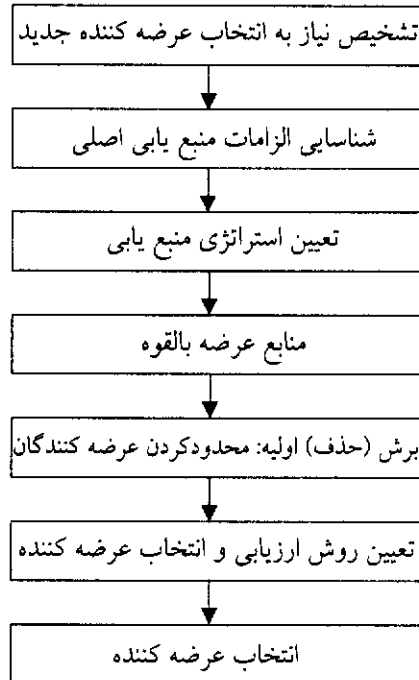 تشخیص نیاز به انتخاب عرضه کننده جدید
شناسایی الزامات منبع یابی اصلی
تعیین استراتژی منبع یابی
منابع عرضه بالقوه
برش (حذف) اولیه: محدودکردن عرضه کنندگان
تعیین روش ارزیابی و انتخاب عرضه کننده
انتخاب عرضه کننده